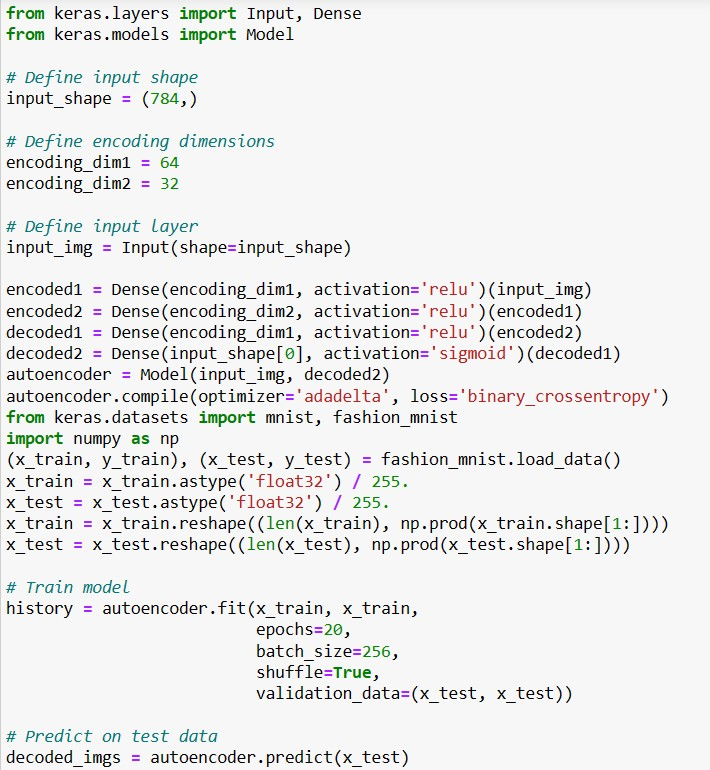 from keras.layers import Input, Dense
from keras.models import Model

# Define input shape
input_shape = (784,)

# Define encoding dimensions
encoding_dim1 = 64
encoding_dim2 = 32

# Define input layer
input_img = Input(shape=input_shape)

encoded1 = Dense(encoding_dim1, activation='relu')(input_img)
encoded2 = Dense(encoding_dim2, activation='relu')(encoded1)
decoded1 = Dense(encoding_dim1, activation='relu')(encoded2)
decoded2 = Dense(input_shape[0], activation='sigmoid')(decoded1)
autoencoder = Model(input_img, decoded2)
autoencoder.compile(optimizer='adadelta', loss='binary_crossentropy')
from keras.datasets import mnist, fashion_mnist
import numpy as np
(x_train, y_train), (x_test, y_test) = fashion_mnist.load_data()
x_train = x_train.astype('float32') / 255.
x_test = x_test.astype('float32') / 255.
x_train = x_train.reshape((len(x_train), np.prod(x_train.shape[1:])))
x_test = x_test.reshape((len(x_test), np.prod(x_test.shape[1:])))

# Train model
history = autoencoder.fit(x_train, x_train,
                          epochs=20,
                          batch_size=256,
                          shuffle=True,
                          validation_data=(x_test, x_test))

# Predict on test data
decoded_imgs = autoencoder.predict(x_test)